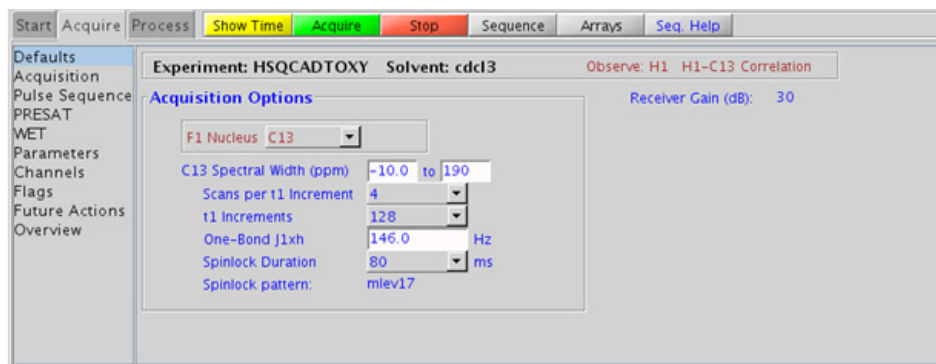 Start Acquire Process Show Time Acquire Stop Sequence Arrays Seq. Help
Defaults
Acquisition
Pulse Sequence
PRESAT
WET
Parameters
Channels
Flags
Future Actions
Overview
Experiment: HSQCADTOXY Solvent: cdcl3 Observe: H1 H1-C13 Correlation
Acquisition Options Receiver Gain (dB): 30
F1 Nucleus C13
C13 Spectral Width (ppm) -10.0 to 190
Scans per t1 Increment 4
t1 Increments 128
One-Bond J1xh 146.0 Hz
Spinlock Duration 80 ms
Spinlock pattern: mlev17